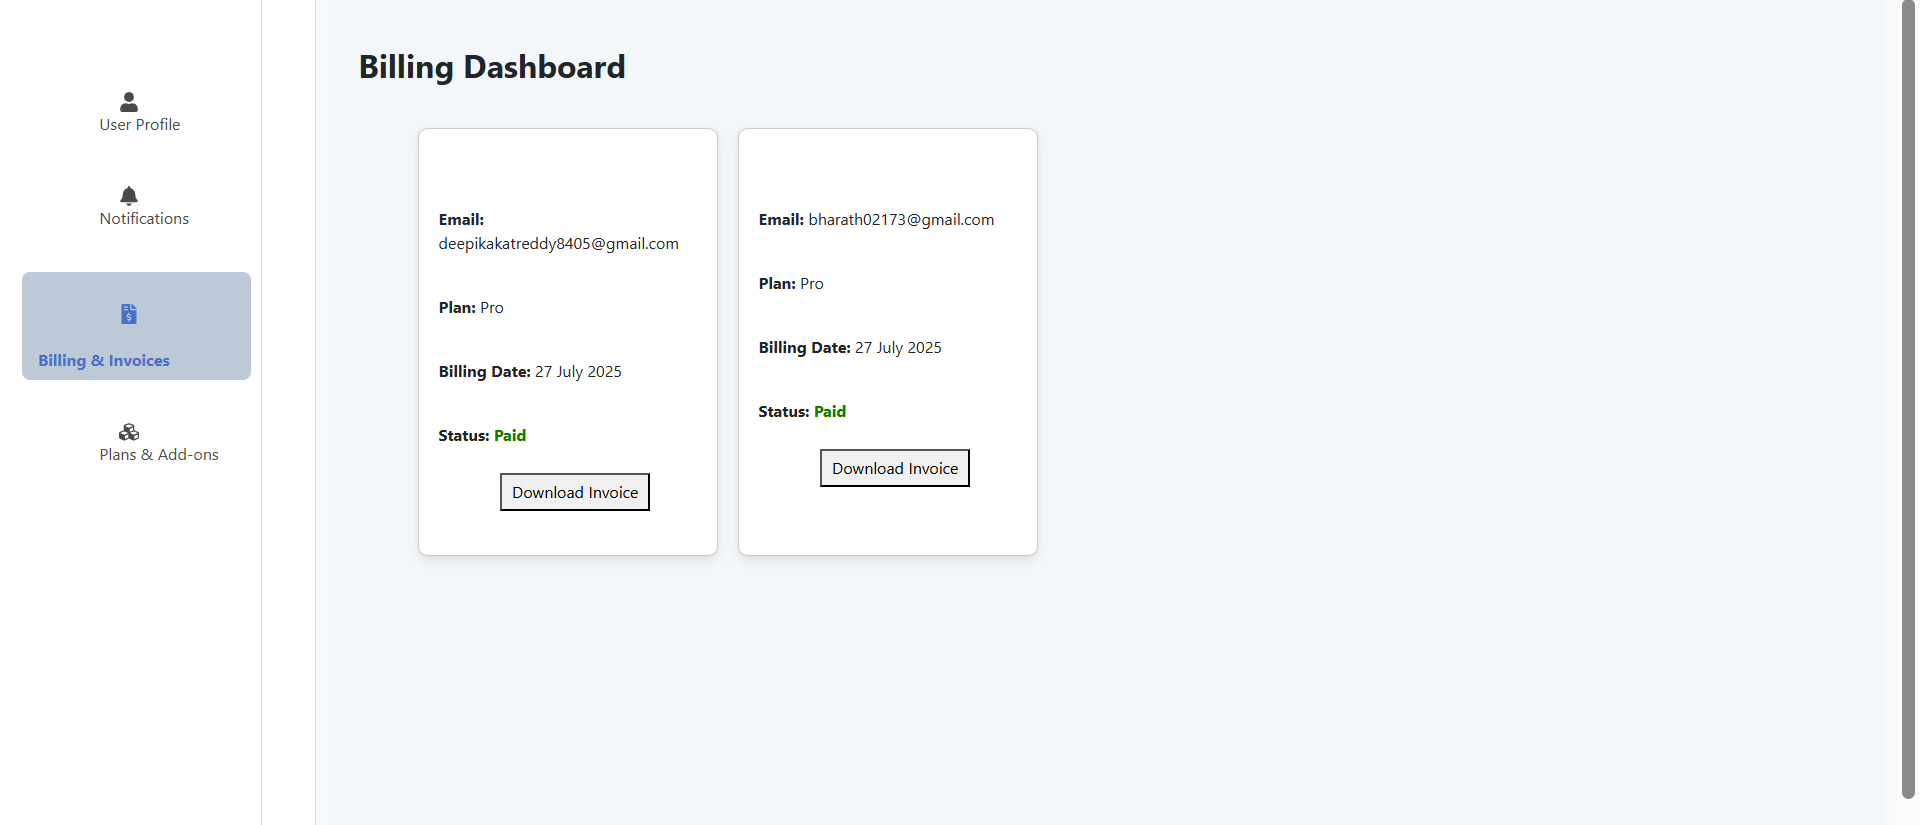 User Profile
Notifications
Billing & Invoices
Plans & Add-ons
Billing Dashboard
Email:
deepikakatreddy8405@gmail.com
Plan: Pro
Billing Date: 27 July 2025
Status: Paid
Download Invoice
Email: bharath02173@gmail.com
Plan: Pro
Billing Date: 27 July 2025
Status: Paid
Download Invoice